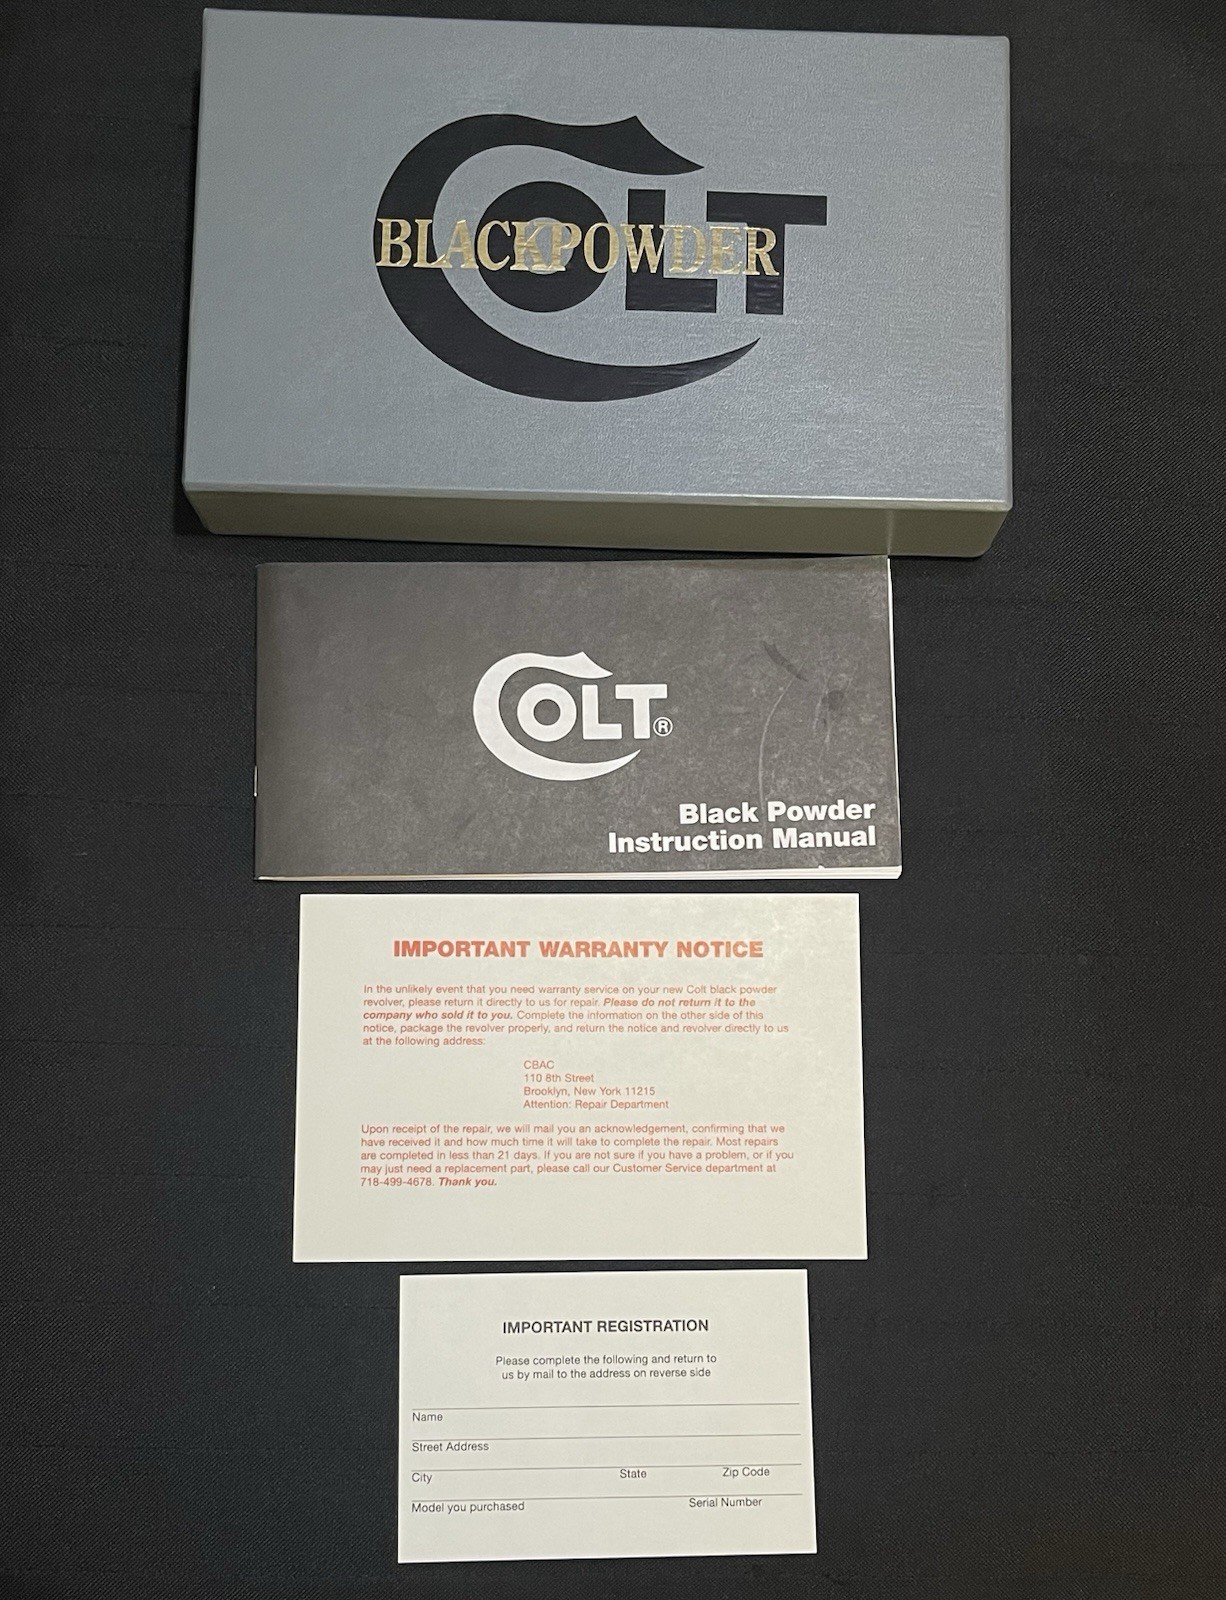 COLT
BLACKPOWDER
COLT®
Black Powder
Instruction Manual
IMPORTANT WARRANTY NOTICE
In the unlikely event that you need warranty service on your new Colt black powder
revolver, please return it directly to us for repair. Please do not return it to the
company who sold it to you. Complete the information on the other side of this
notice, package the revolver properly, and return the notice and revolver directly to us
at the following address:
CBAC
110 8th Street
Brooklyn, New York 11215
Attention: Repair Department
Upon receipt of the repair, we will mail you an acknowledgement, confirming that we
have received it and how much time it will take to complete the repair. Most repairs
are completed in less than 21 days. If you are not sure if you have a problem, or if you
may just need a replacement part, please call our Customer Service department at
718-499-4678. Thank you.
IMPORTANT REGISTRATION
Please complete the following and return to
us by mail to the address on reverse side
Name
Street Address
City State Zip Code
Model you purchased Serial Number